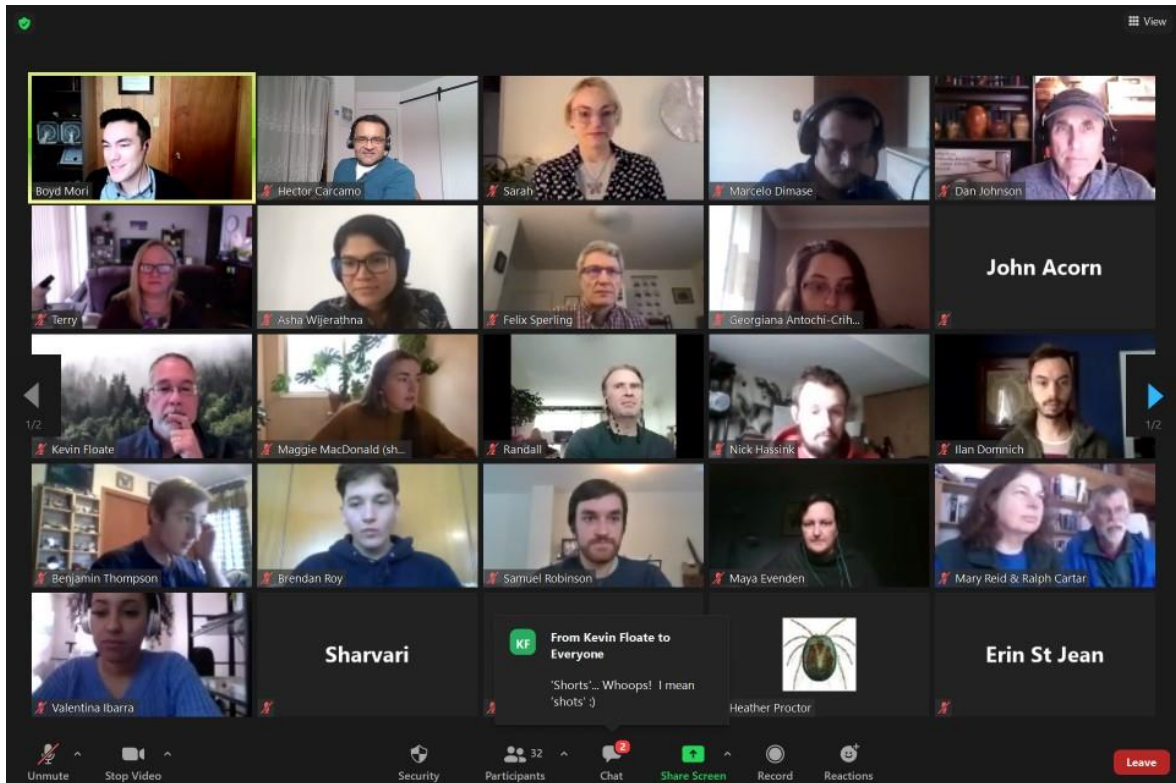 View
Boyd Mori
Hector Carcamo
Sarah
Marcelo Dimase
Dan Johnson
Terry
Asha Wijerathna
Felix Sperling
Georgiana Antochi-Crih...
John Acorn
1/2
Kevin Floate
Maggie MacDonald (sh...
Randall
Nick Hassink
Ilan Domnich
1/2
Benjamin Thompson
Brendan Roy
Samuel Robinson
Maya Evenden
Mary Reid & Ralph Cartar
Valentina Ibarra
Sharvari
KF
From Kevin Floate to
Everyone
'Shorts'... Whoops! I mean
'shots' ;)
Heather Proctor
Erin St Jean
Unmute
Stop Video
Security
32
Participants
2
Chat
Share Screen
Record
Reactions
Leave